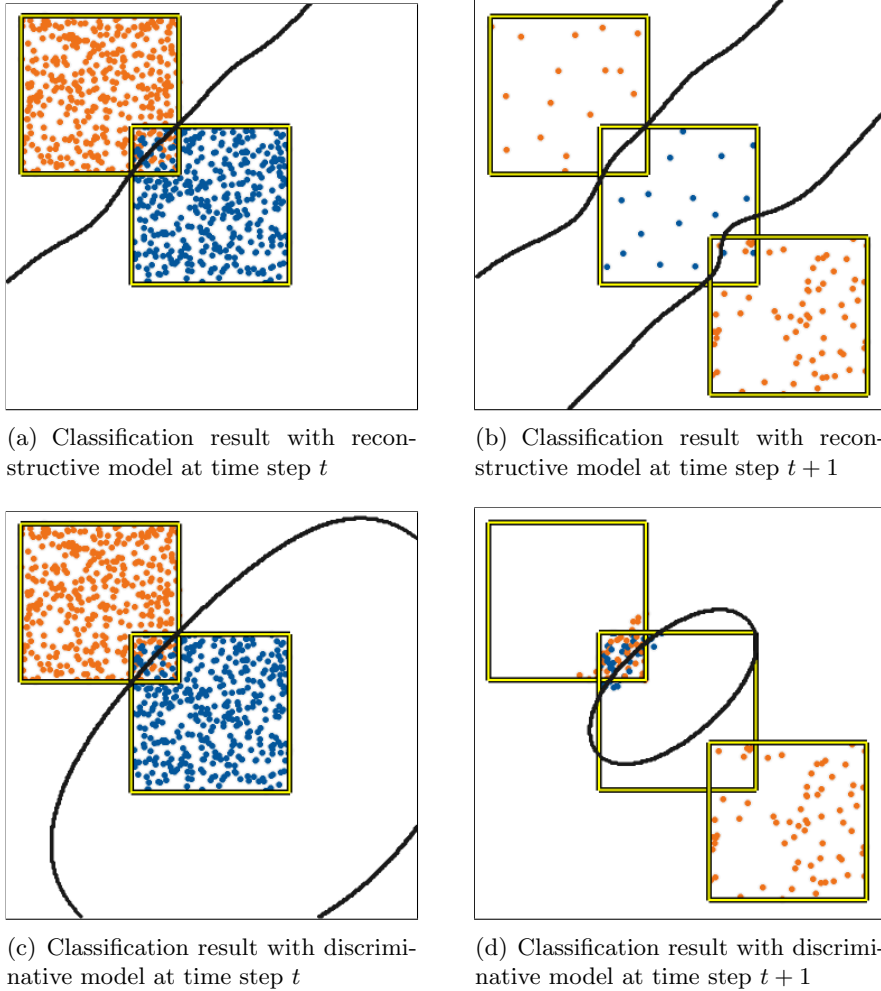 (a) Classification result with recon-
structive model at time step t
(b) Classification result with recon-
structive model at time step t + 1
(c) Classification result with discrimi-
native model at time step t
(d) Classification result with discrimi-
native model at time step t + 1